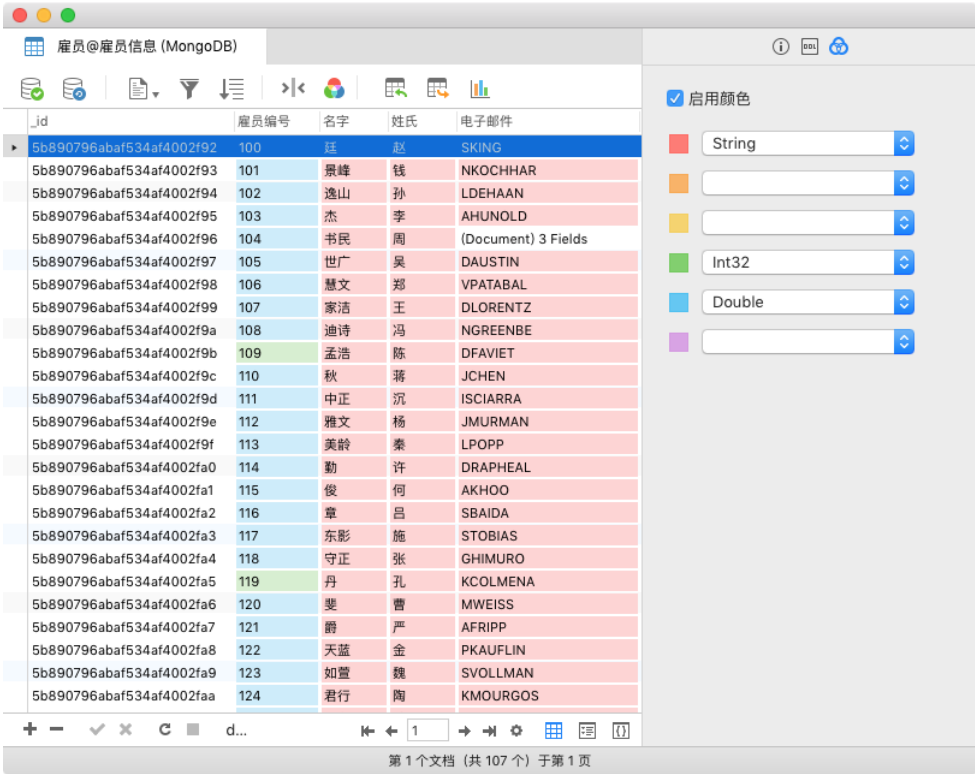 雇员@雇员信息 (MongoDB)
DDL
_id 雇员编号 名字 姓氏 电子邮件
5b890796abaf534af4002f92 100 廷 赵 SKING
5b890796abaf534af4002f93 101 景峰 钱 NKOCHHAR
5b890796abaf534af4002f94 102 逸山 孙 LDEHAAN
5b890796abaf534af4002f95 103 杰 李 AHUNOLD
5b890796abaf534af4002f96 104 书民 周 (Document) 3 Fields
5b890796abaf534af4002f97 105 世广 吴 DAUSTIN
5b890796abaf534af4002f98 106 慧文 郑 VPATABAL
5b890796abaf534af4002f99 107 家洁 王 DLORENTZ
5b890796abaf534af4002f9a 108 迪诗 冯 NGREENBE
5b890796abaf534af4002f9b 109 孟浩 陈 DFAVIET
5b890796abaf534af4002f9c 110 秋 蒋 JCHEN
5b890796abaf534af4002f9d 111 中正 沉 ISCIARRA
5b890796abaf534af4002f9e 112 雅文 杨 JMURMAN
5b890796abaf534af4002f9f 113 美龄 秦 LPOPP
5b890796abaf534af4002fa0 114 勤 许 DRAPHEAL
5b890796abaf534af4002fa1 115 俊 何 AKHOO
5b890796abaf534af4002fa2 116 章 吕 SBAIDA
5b890796abaf534af4002fa3 117 东影 施 STOBIAS
5b890796abaf534af4002fa4 118 守正 张 GHIMURO
5b890796abaf534af4002fa5 119 丹 孔 KCOLMENA
5b890796abaf534af4002fa6 120 斐 曹 MWEISS
5b890796abaf534af4002fa7 121 爵 严 AFRIPP
5b890796abaf534af4002fa8 122 天蓝 金 PKAUFLIN
5b890796abaf534af4002fa9 123 如萱 魏 SVOLLMAN
5b890796abaf534af4002faa 124 君行 陶 KMOURGOS
启用颜色
String
Int32
Double
d... 1
第 1 个文档（共 107 个）于第 1 页